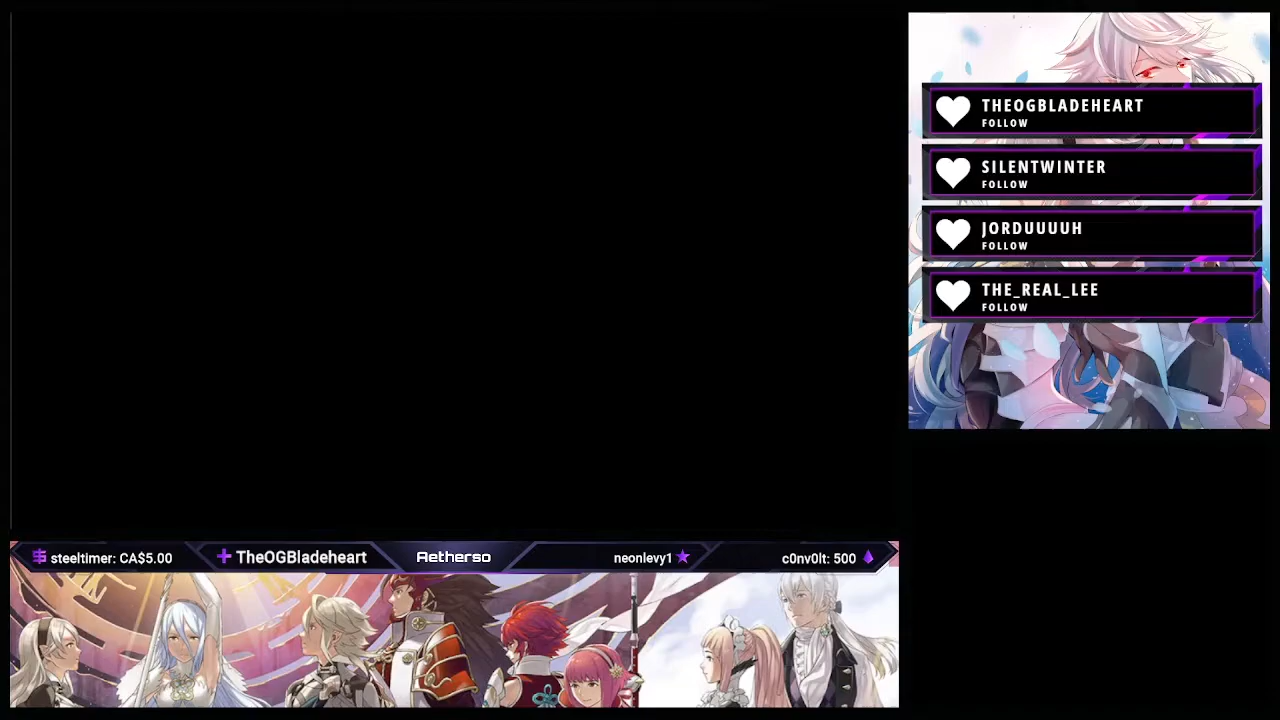 THEOGBLADEHEART
FOLLOW
SILENTWINTER
FOLLOW
JORDUUUUH
FOLLOW
THE_REAL_LEE
FOLLOW
steeltimer: CA$5.00 TheOGBladeheart Aetherso neonlevy1 c0nv0lt: 500